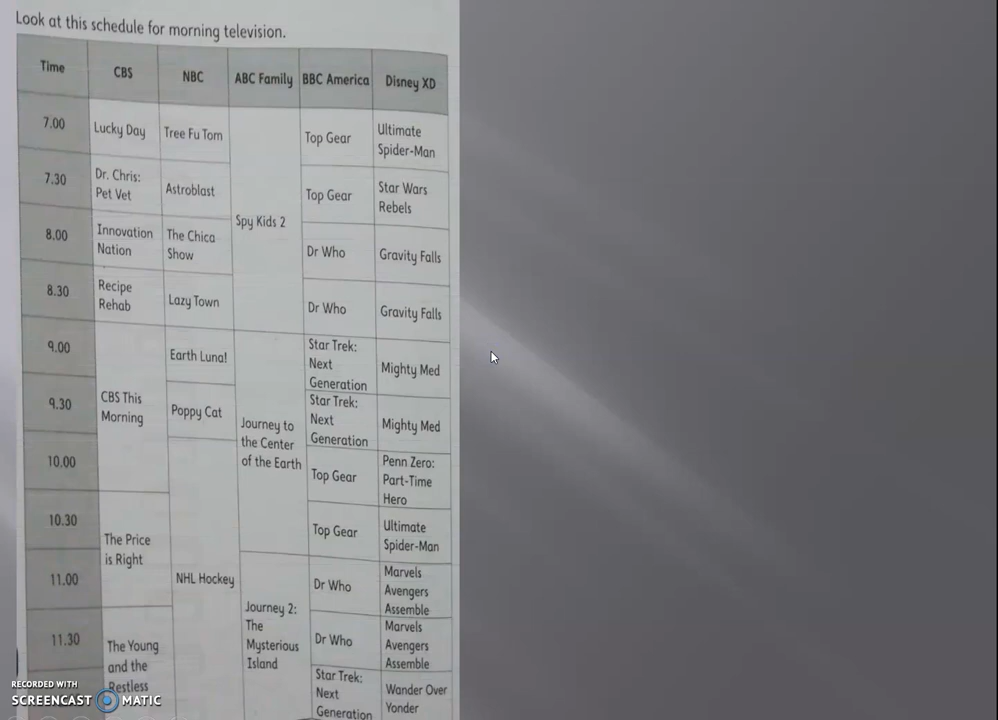 Look at this schedule for morning television.
Time CBS NBC ABC Family BBC America Disney XD
7.00 Lucky Day Tree Fu Tom Top Gear Ultimate
Spider-Man
7.30 Dr. Chris:
Pet Vet Astroblast Top Gear Star Wars
Rebels
Spy Kids 2
8.00 Innovation
Nation The Chica
Show Dr Who Gravity Falls
8.30 Recipe
Rehab Lazy Town Dr Who Gravity Falls
9.00 Earth Luna! Star Trek:
Next
Generation Mighty Med
9.30 CBS This
Morning Poppy Cat Journey to
the Center
of the Earth Star Trek:
Next
Generation Mighty Med
10.00 Top Gear Penn Zero:
Part-Time
Hero
10.30 The Price
is Right Top Gear Ultimate
Spider-Man
11.00 NHL Hockey Dr Who Marvels
Avengers
Assemble
11.30 The Young
and the
Restless Journey 2:
The
Mysterious
Island Dr Who Marvels
Avengers
Assemble
Star Trek:
Next
Generation Wander Over
Yonder
RECORDED WITH
SCREENCAST MATIC